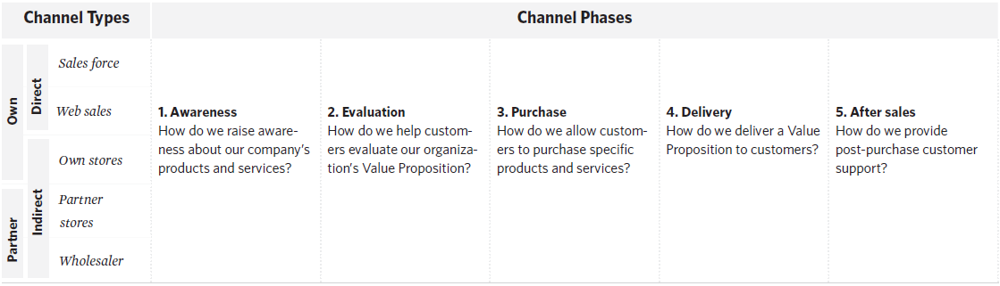 Channel Types
Channel Phases
Own
Direct
Sales force
Web sales
Own stores
Partner
Indirect
Partner
stores
Wholesaler
1. Awareness
How do we raise aware-
ness about our company's
products and services?
2. Evaluation
How do we help custom-
ers evaluate our organiza-
tion's Value Proposition?
3. Purchase
How do we allow custom-
ers to purchase specific
products and services?
4. Delivery
How do we deliver a Value
Proposition to customers?
5. After sales
How do we provide
post-purchase customer
support?